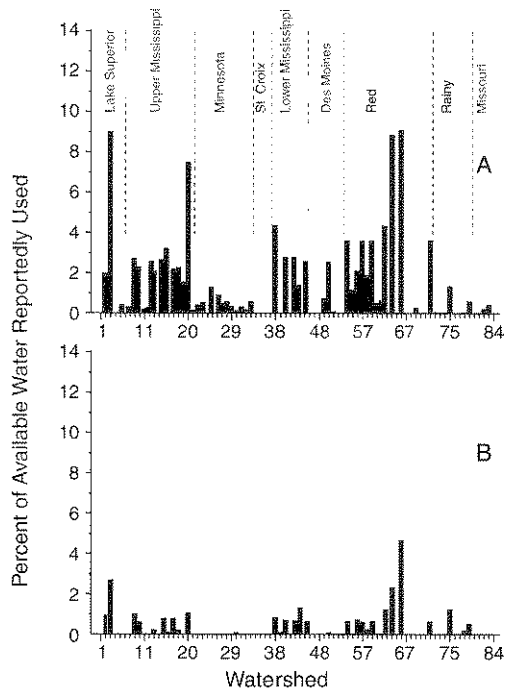 Percent of Available Water Reportedly Used
14
12
10
8
6
4
2
0
Lake Superior
Upper Mississippi
Minnesota
St. Croix
Lower Mississippi
Des Moines
Red
Rainy
Missouri
A
1
11
20
29
38
48
57
67
75
84
14
12
10
8
6
4
2
0
B
1
11
20
29
38
48
57
67
75
84
Watershed